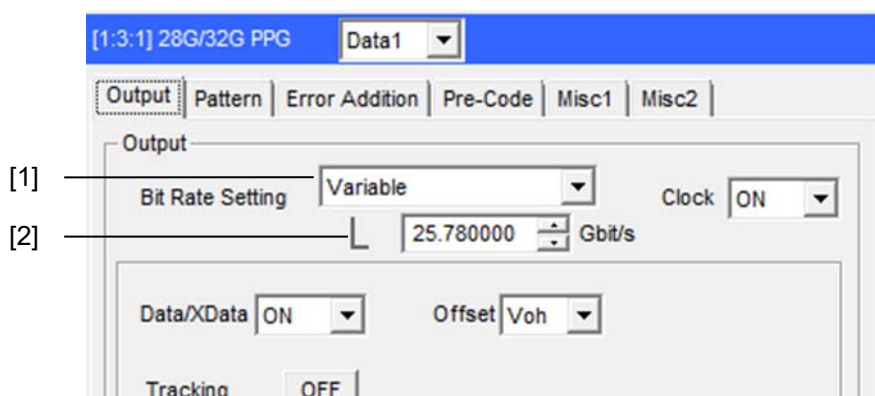 [1:3:1] 28G/32G PPG Data1
Output Pattern Error Addition Pre-Code Misc1 Misc2
Output
[1] Bit Rate Setting Variable Clock ON
[2] 25.780000 Gbit/s
Data/XData ON Offset Voh
Tracking OFF